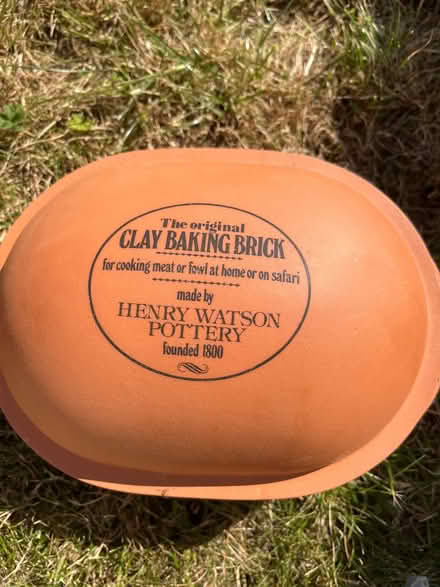 The original
CLAY BAKING BRICK
for cooking meat or fowl at home or on safari
made by
HENRY WATSON
POTTERY
founded 1800